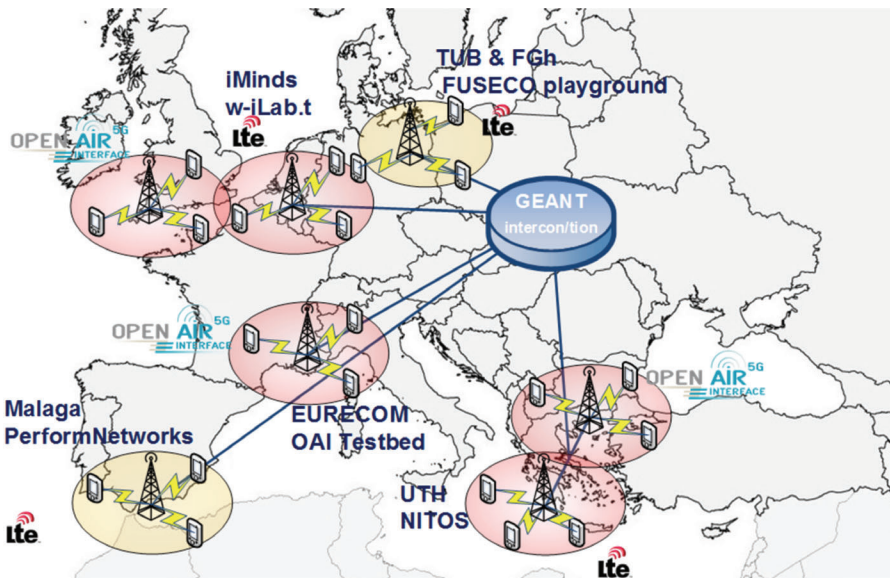 TUB & FGh
FUSECO playground
iMinds
w-iLab.t
Lte
Lte
OPEN AIR 5G
INTERFACE
GEANT
intercon/tion
OPEN AIR 5G
INTERFACE
OPEN AIR 5G
INTERFACE
Malaga
PerformNetworks
EURECOM
OAI Testbed
UTH
NITOS
Lte
Lte